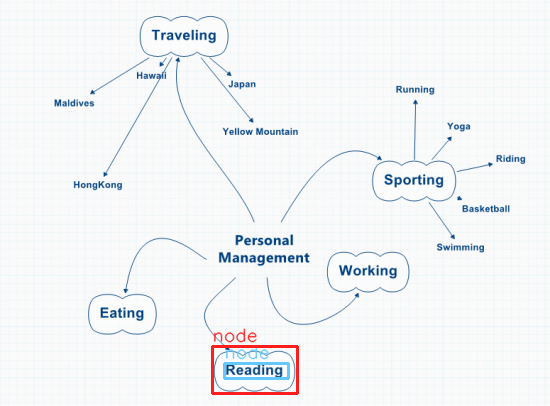 Traveling
Hawaii
Japan
Maldives
Yellow Mountain
HongKong
Running
Yoga
Riding
Sporting
Basketball
Swimming
Personal
Management
Working
Eating
node
node
Reading